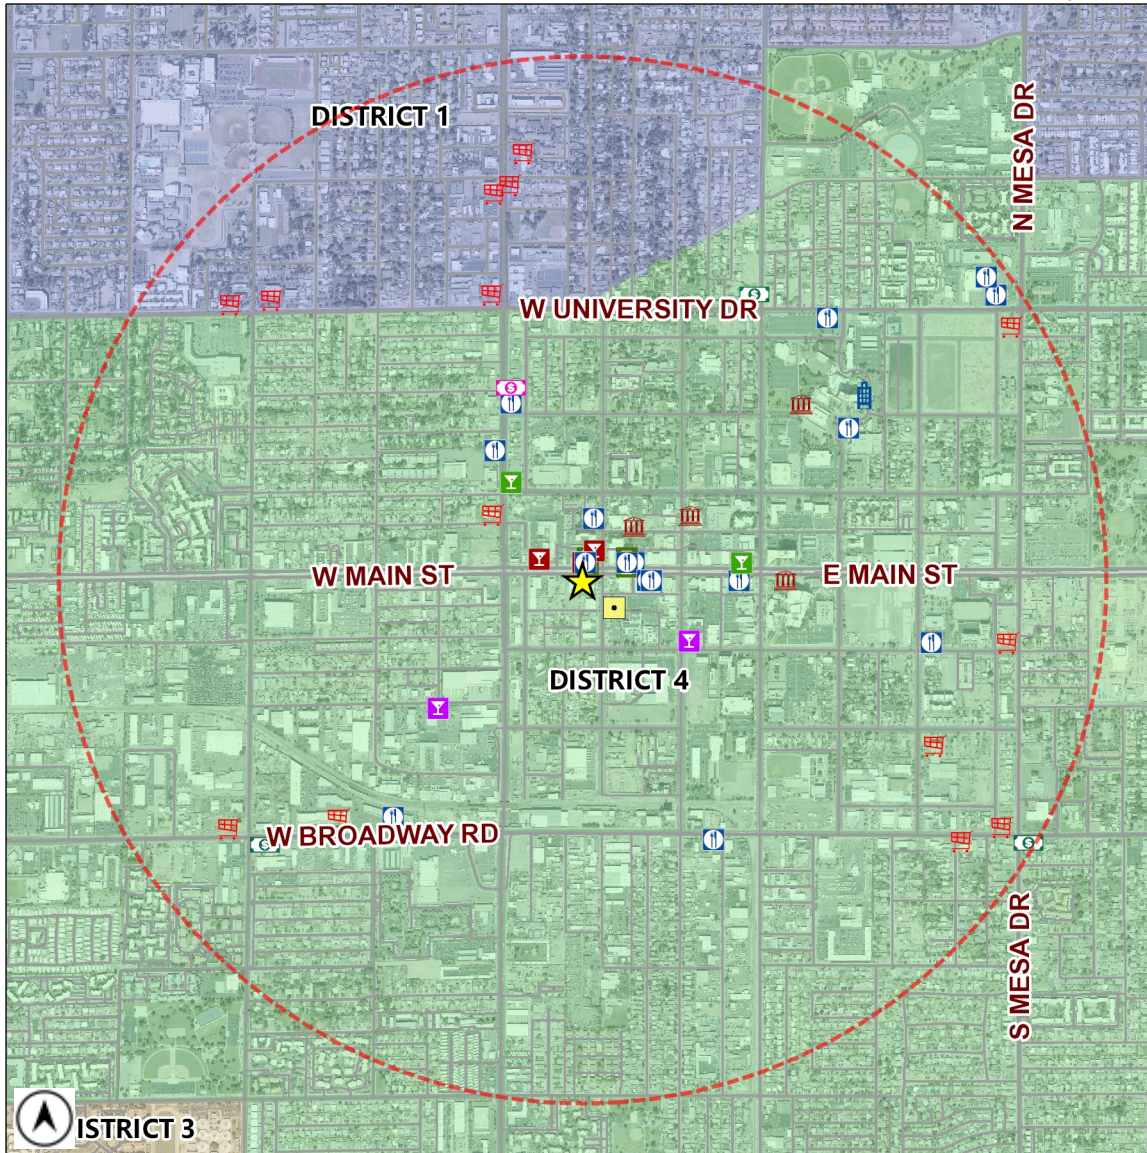 DISTRICT 1
N MESA DR
W UNIVERSITY DR
W MAIN ST
E MAIN ST
DISTRICT 4
W BROADWAY RD
S MESA DR
ISTRICT 3